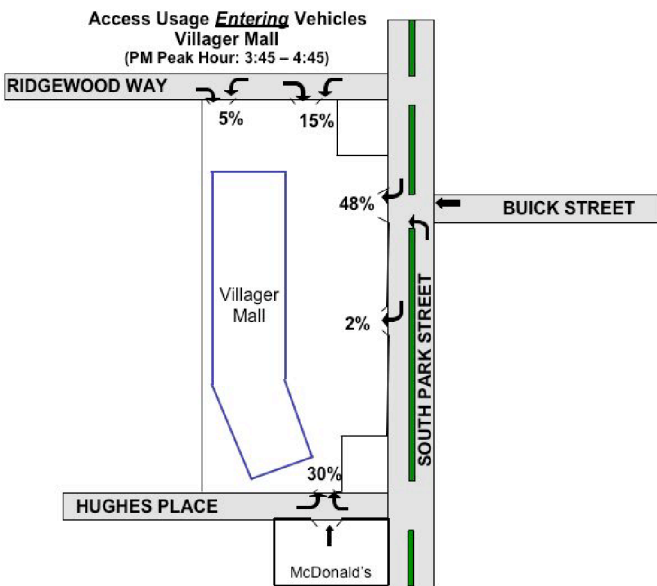 Access Usage Entering Vehicles
Villager Mall
(PM Peak Hour: 3:45 – 4:45)
RIDGEWOOD WAY
5%
15%
48%
BUICK STREET
Villager
Mall
2%
SOUTH PARK STREET
30%
HUGHES PLACE
McDonald's